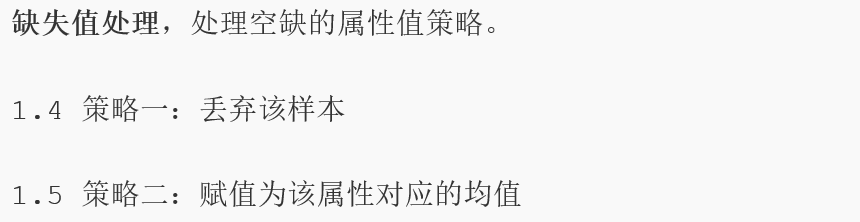 缺失值处理，处理空缺的属性值策略。
1.4 策略一：丢弃该样本
1.5 策略二：赋值为该属性对应的均值